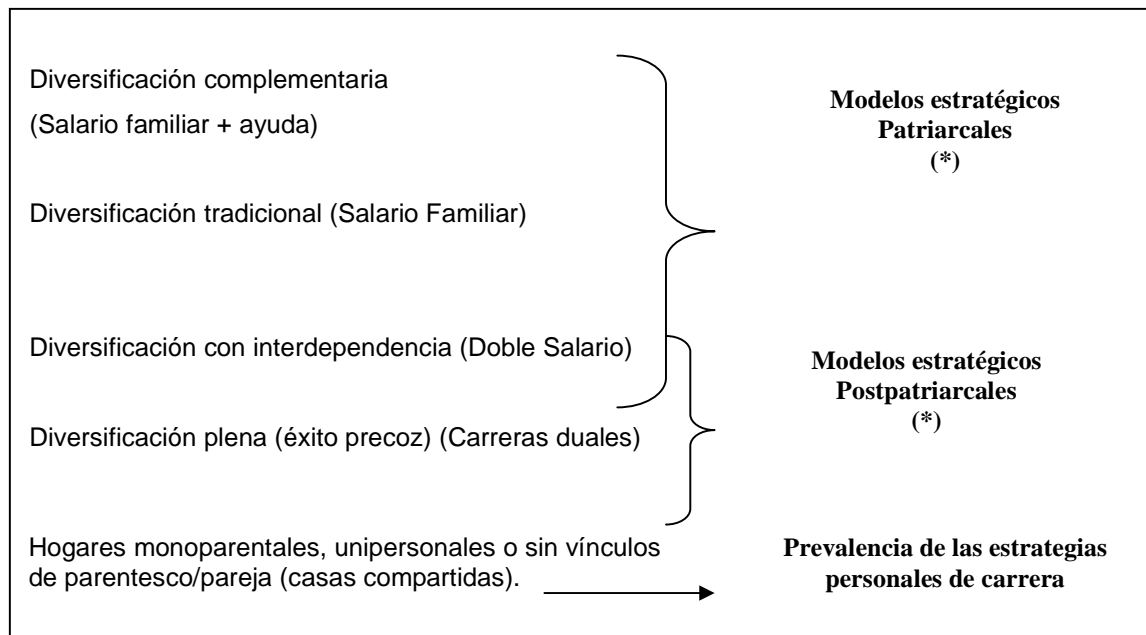 Diversificación complementaria
(Salario familiar + ayuda)
Modelos estratégicos
Patriarcales
(*)
Diversificación tradicional (Salario Familiar)
Diversificación con interdependencia (Doble Salario)
Modelos estratégicos
Postpatriarcales
(*)
Diversificación plena (éxito precoz) (Carreras duales)
Hogares monoparentales, unipersonales o sin vínculos
de parentesco/pareja (casas compartidas).
Prevalencia de las estrategias
personales de carrera